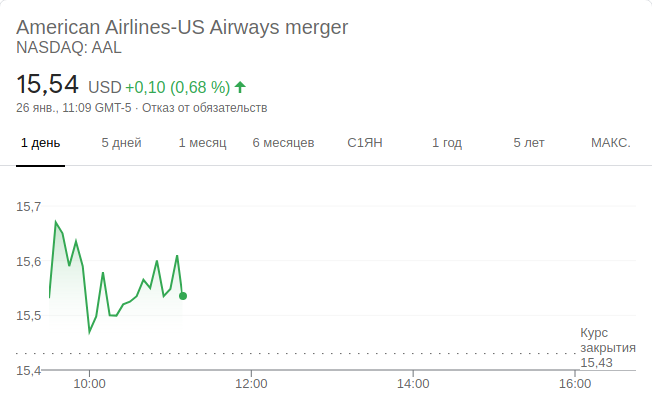 American Airlines-US Airways merger
NASDAQ: AAL
15,54 USD +0,10 (0,68 %)
26 янв., 11:09 GMT-5 · Отказ от обязательств
1 день 5 дней 1 месяц 6 месяцев С1ЯН 1 год 5 лет МАКС.
15,7
15,6
15,5
Курс
закрытия
15,43
15,4
10:00 12:00 14:00 16:00